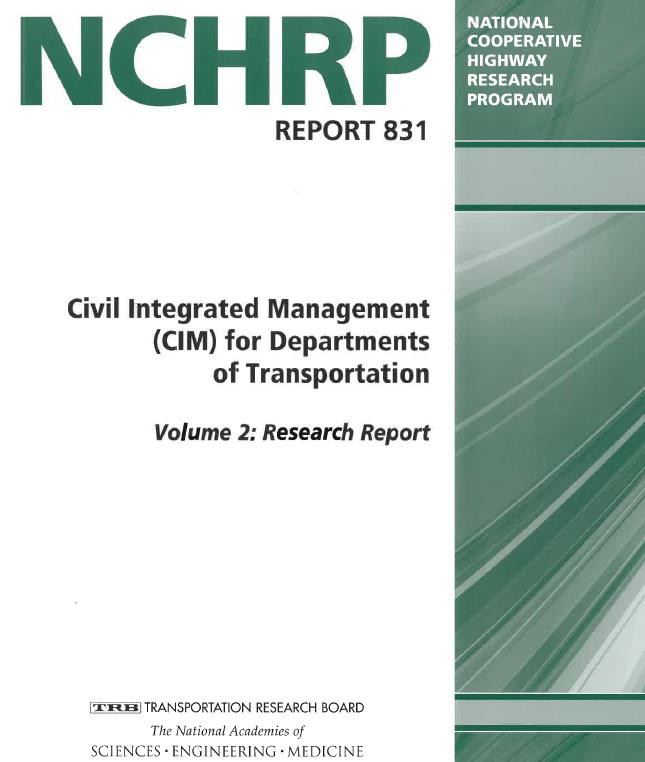 NCHRP
REPORT 831
NATIONAL
COOPERATIVE
HIGHWAY
RESEARCH
PROGRAM
Civil Integrated Management
(CIM) for Departments
of Transportation
Volume 2: Research Report
TRB TRANSPORTATION RESEARCH BOARD
The National Academies of
SCIENCES · ENGINEERING · MEDICINE